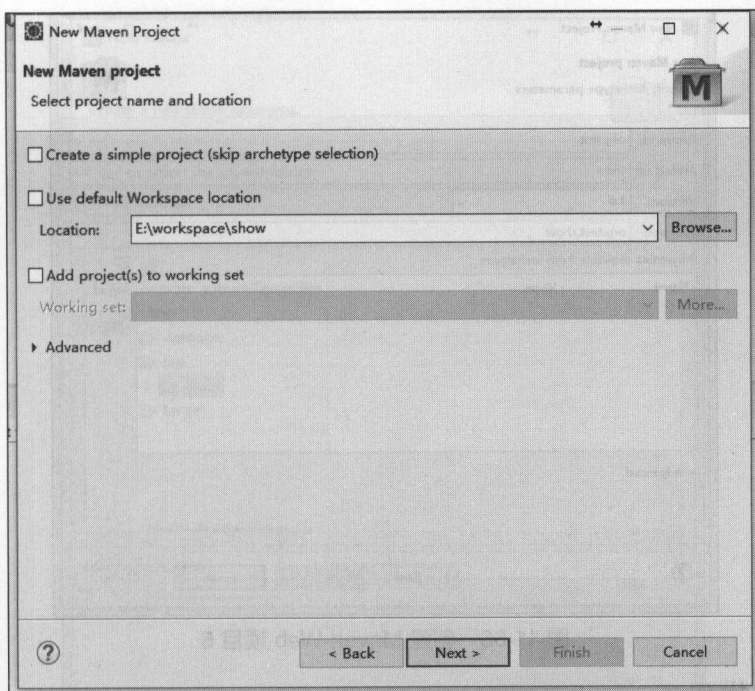 New Maven Project
New Maven project
Select project name and location
M
Create a simple project (skip archetype selection)
Use default Workspace location
Location: E:\workspace\show Browse...
Add project(s) to working set
Working set: More...
Advanced
? < Back Next > Finish Cancel